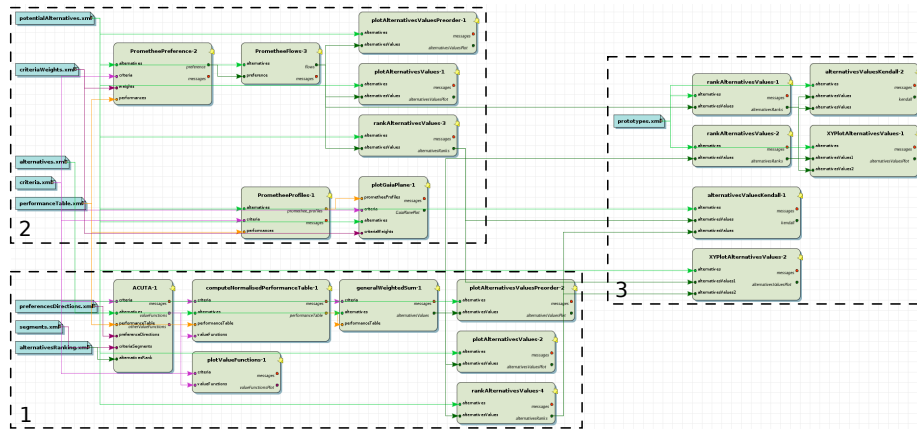 potentialAlternatives.xml
criteriaWeights.xml
alternatives.xml
criteria.xml
performanceTable.xml
2
PrometheePreference-2
alternatives
criteria
weights
performances
preference
messages
PrometheeFlows-3
alternatives
preference
flows
messages
plotAlternativesValuesPreorder-1
alternatives
alternativesValues
messages
alternativesValuesPlot
plotAlternativesValues-1
alternatives
alternativesValues
messages
alternativesValuesPlot
rankAlternativesValues-3
alternatives
alternativesValues
messages
alternativesRanks
PrometheeProfiles-1
alternatives
criteria
performances
promethee_profiles
messages
plotGaiaPlane-1
prometheeProfiles
criteria
alternatives
criteriaWeights
messages
GaiaPlanePlot
preferencesDirections.xml
segments.xml
alternativesRanking.xml
1
ACUTA-1
criteria
alternatives
performanceTable
preferenceDirections
criteriaSegments
alternativesRank
messages
valueFunctions
computeNormalisedPerformanceTable-1
criteria
alternatives
performanceTable
valueFunctions
messages
performanceTable
plotValueFunctions-1
criteria
valueFunctions
messages
valueFunctionsPlot
generalWeightedSum-1
criteria
alternatives
performanceTable
messages
alternativesValues
plotAlternativesValuesPreorder-2
alternatives
alternativesValues
messages
alternativesValuesPlot
plotAlternativesValues-2
alternatives
alternativesValues
messages
alternativesValuesPlot
rankAlternativesValues-4
alternatives
alternativesValues
messages
alternativesRanks
prototypes.xml
3
rankAlternativesValues-1
alternatives
alternativesValues
messages
alternativesRanks
rankAlternativesValues-2
alternatives
alternativesValues
messages
alternativesRanks
alternativesValuesKendall-2
alternatives
alternativesValues
alternativesValues
messages
kendall
XYPlotAlternativesValues-1
alternatives
alternativesValues1
alternativesValues2
messages
alternativesValuesPlot
alternativesValuesKendall-1
alternatives
alternativesValues
alternativesValues
messages
kendall
XYPlotAlternativesValues-2
alternatives
alternativesValues1
alternativesValues2
messages
alternativesValuesPlot